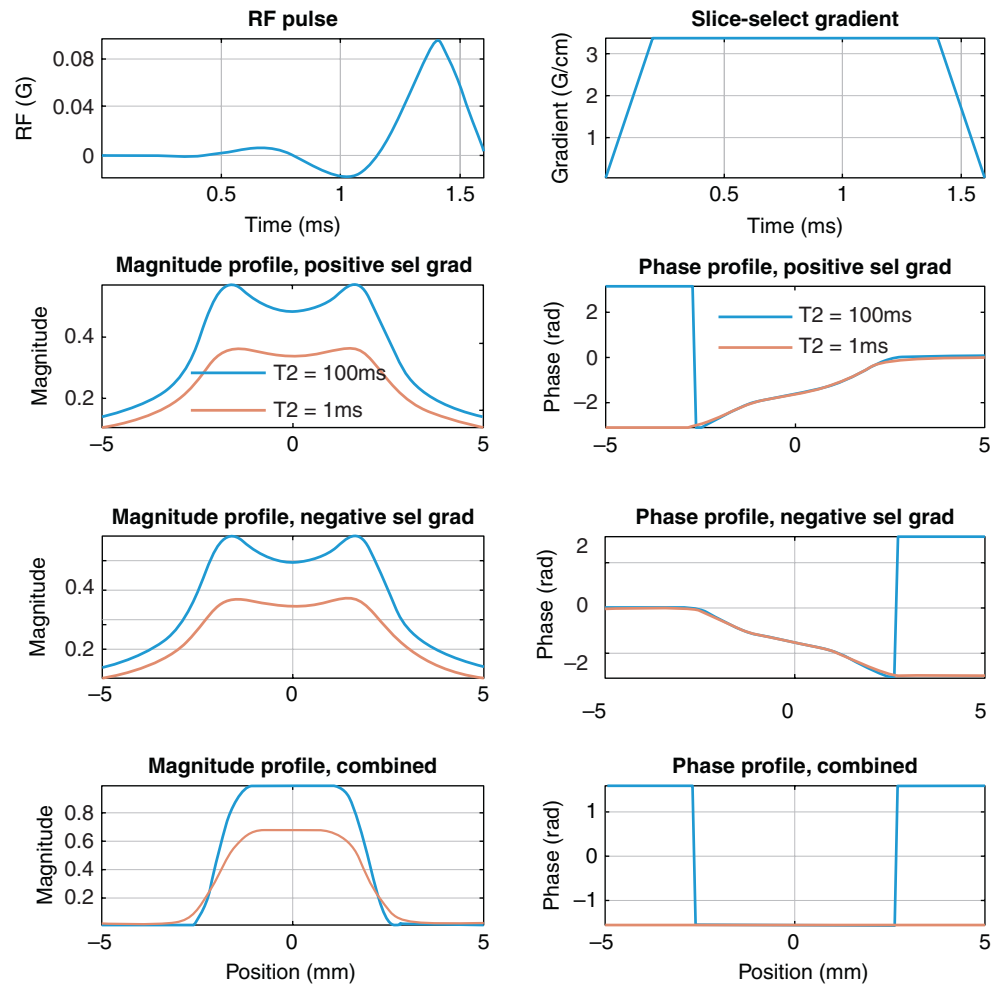 RF pulse
RF (G)
0.08
0.04
0
0.5
1
1.5
Time (ms)
Slice-select gradient
Gradient (G/cm)
3
2
1
0.5
1
1.5
Time (ms)
Magnitude profile, positive sel grad
Magnitude
0.4
0.2
T2 = 100ms
T2 = 1ms
–5
0
5
Phase profile, positive sel grad
Phase (rad)
2
0
–2
T2 = 100ms
T2 = 1ms
–5
0
5
Magnitude profile, negative sel grad
Magnitude
0.4
0.2
–5
0
5
Phase profile, negative sel grad
Phase (rad)
2
0
–2
–5
0
5
Magnitude profile, combined
Magnitude
0.8
0.6
0.4
0.2
–5
0
5
Position (mm)
Phase profile, combined
Phase (rad)
1
0
–1
–5
0
5
Position (mm)